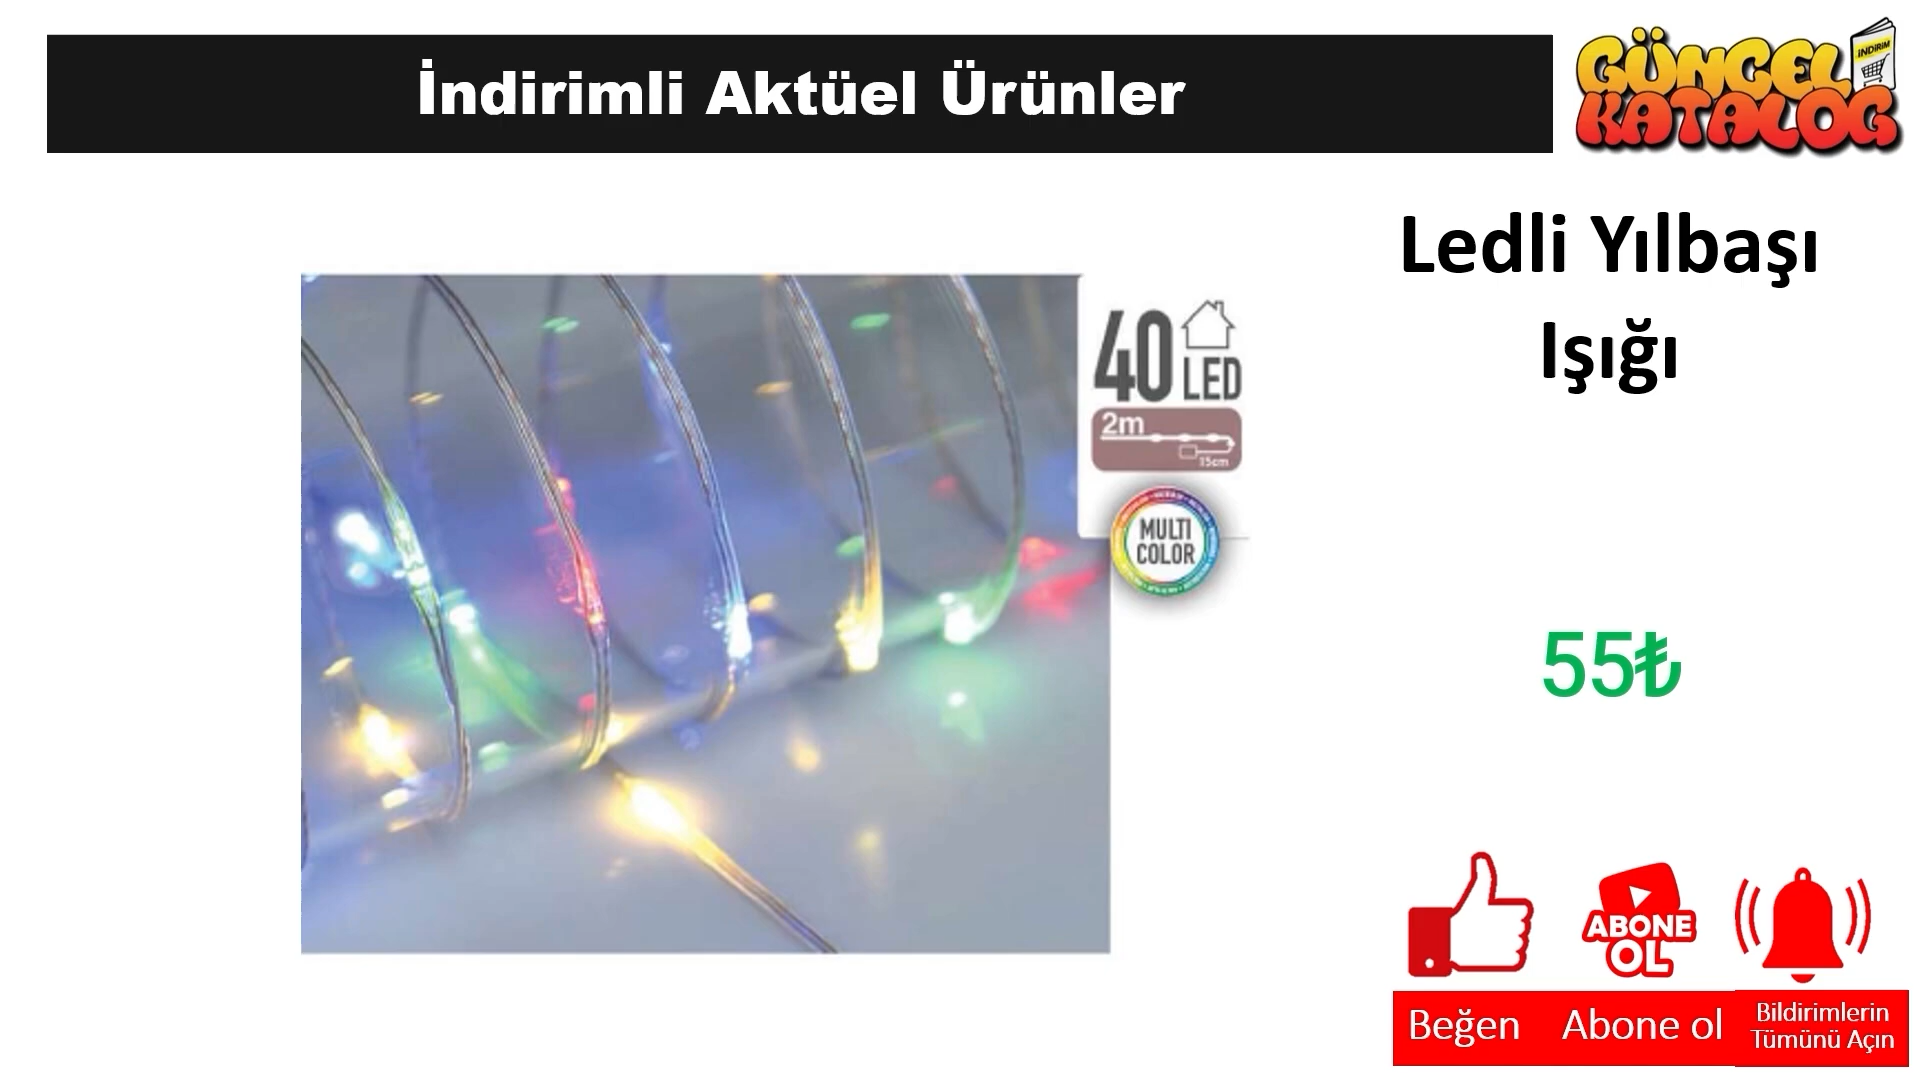 İndirimli Aktüel Ürünler
GÜNCEL
KATALOG
İNDİRİM
Ledli Yılbaşı
Işığı
40
LED
2m
15cm
MULTI
COLOR
55₺
ABONE
OL
Beğen
Abone ol
Bildirimlerin
Tümünü Açın